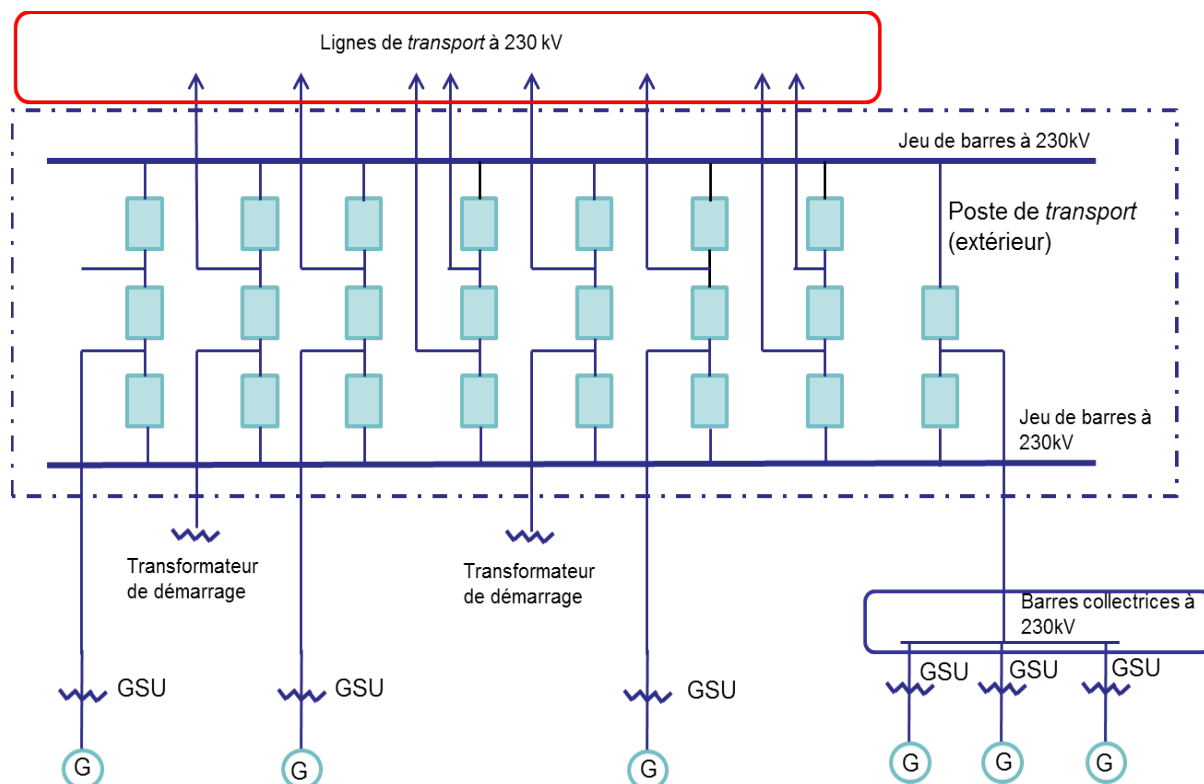 Lignes de transport à 230 kV
Jeu de barres à 230kV
Poste de transport
(extérieur)
Jeu de barres à
230kV
Transformateur
de démarrage
Transformateur
de démarrage
Barres collectrices à
230kV
GSU
GSU
GSU
GSU
GSU
GSU
G
G
G
G
G
G